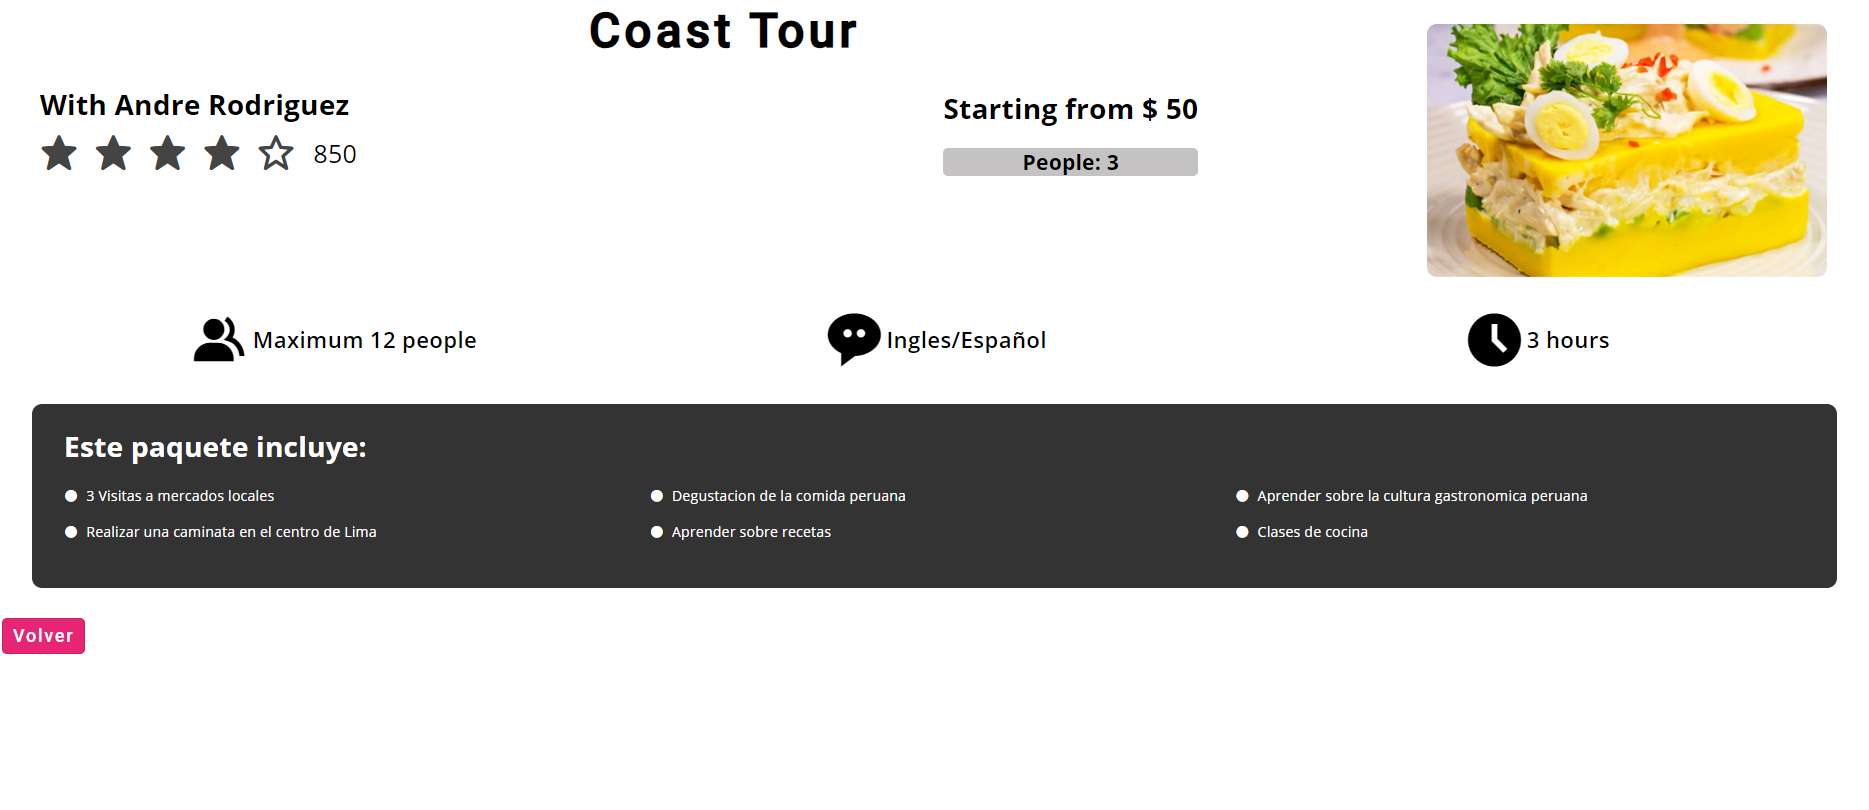 Coast Tour
With Andre Rodriguez
850
Starting from $ 50
People: 3
Maximum 12 people
Ingles/Español
3 hours
Este paquete incluye:
3 Visitas a mercados locales
Degustacion de la comida peruana
Aprender sobre la cultura gastronomica peruana
Realizar una caminata en el centro de Lima
Aprender sobre recetas
Clases de cocina
Volver